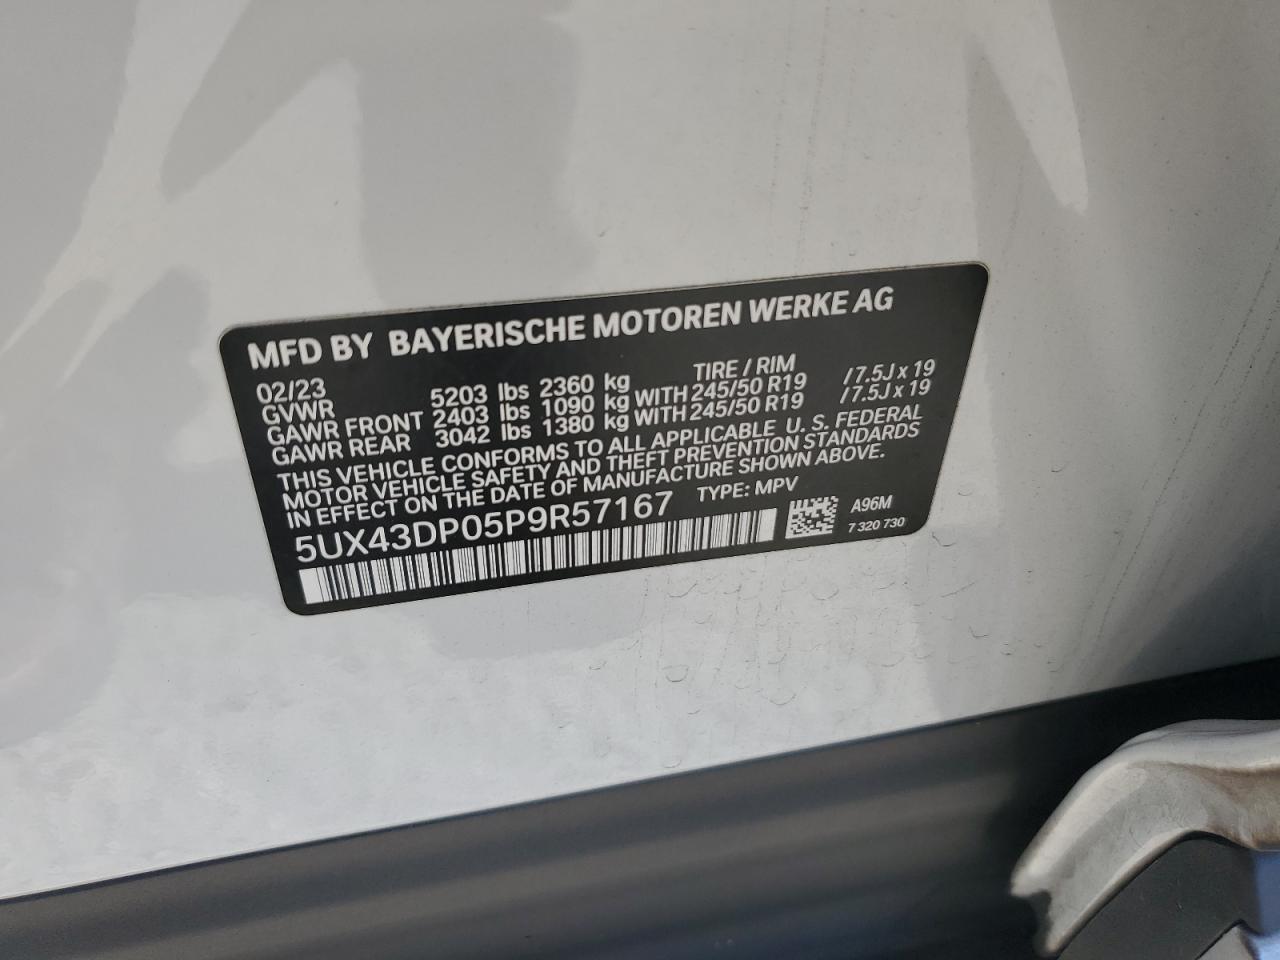 MFD BY BAYERISCHE MOTOREN WERKE AG
02/23 TIRE / RIM
GVWR 5203 lbs 2360 kg
GAWR FRONT 2403 lbs 1090 kg WITH 245/50 R19 / 7.5J x 19
GAWR REAR 3042 lbs 1380 kg WITH 245/50 R19 / 7.5J x 19
THIS VEHICLE CONFORMS TO ALL APPLICABLE U. S. FEDERAL
MOTOR VEHICLE SAFETY AND THEFT PREVENTION STANDARDS
IN EFFECT ON THE DATE OF MANUFACTURE SHOWN ABOVE.
5UX43DP05P9R57167 TYPE: MPV
A96M
7 320 730